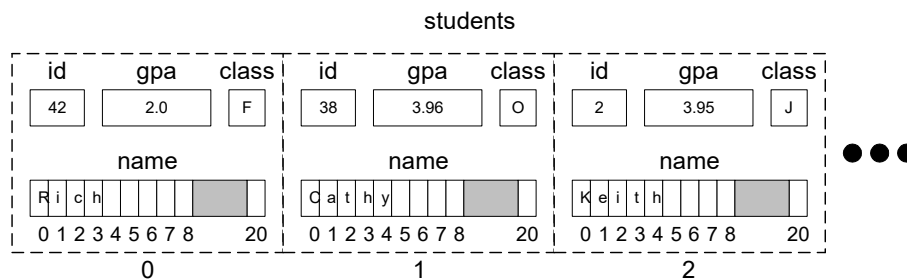 students
id gpa class id gpa class id gpa class
42 2.0 F 38 3.96 O 2 3.95 J
name name name
R i c h C a t h y K e i t h
0 1 2 3 4 5 6 7 8 20 0 1 2 3 4 5 6 7 8 20 0 1 2 3 4 5 6 7 8 20
0 1 2